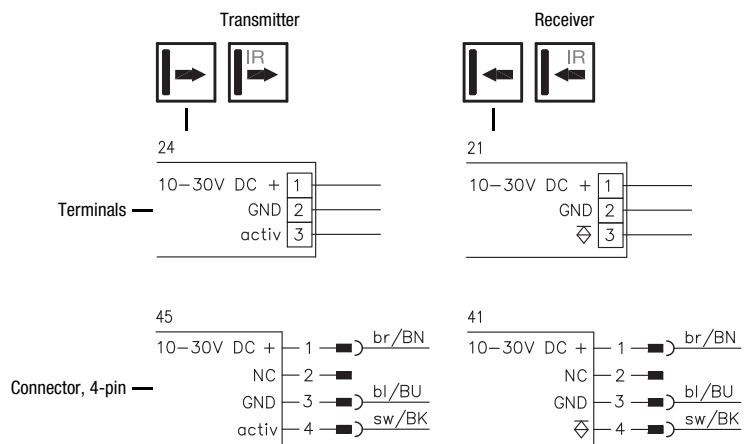 Transmitter
Receiver
IR
IR
24
21
Terminals
10–30V DC + 1
GND 2
activ 3
10–30V DC + 1
GND 2
3
45
41
Connector, 4-pin
10–30V DC + 1 br/BN
NC 2
GND 3 bl/BU
activ 4 sw/BK
10–30V DC + 1 br/BN
NC 2
GND 3 bl/BU
4 sw/BK